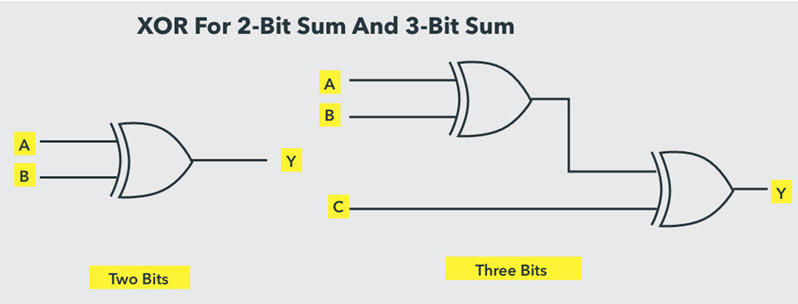 XOR For 2-Bit Sum And 3-Bit Sum
A
B
Y
Two Bits
A
B
C
Y
Three Bits